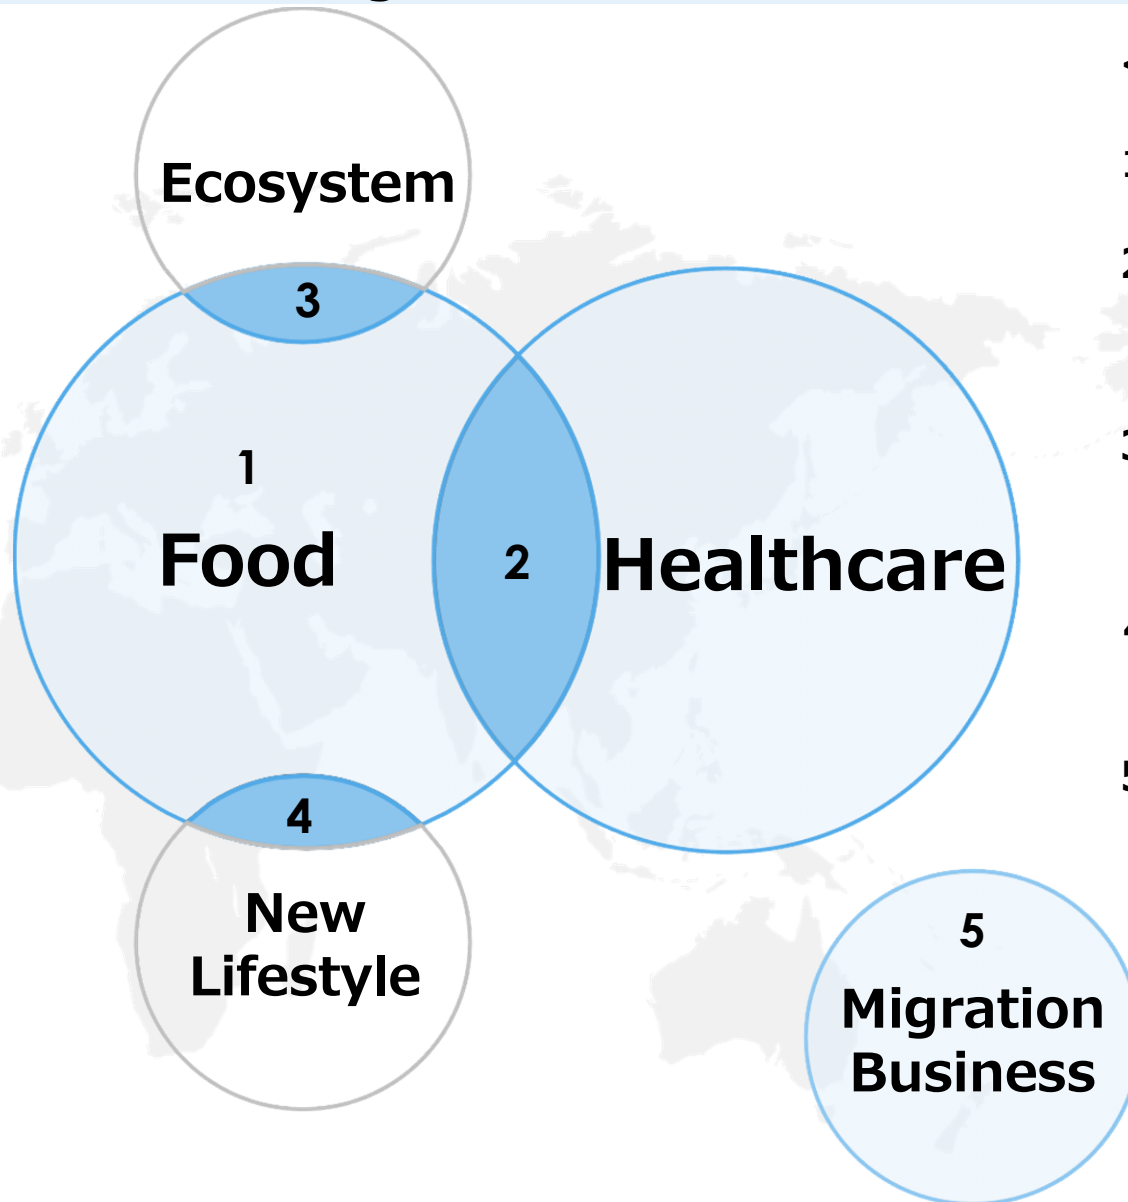 Ecosystem
3
1
Food
2
Healthcare
4
New
Lifestyle
5
Migration
Business